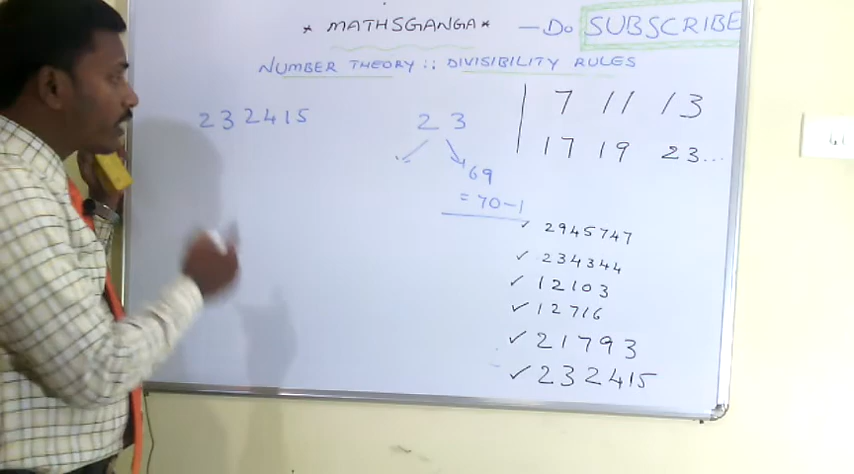 * MATHSGANGA * — Do SUBSCRIBE
NUMBER THEORY :: DIVISIBILITY RULES
232415
23
69
= 70-1
7 11 13
17 19 23...
✓ 2945747
✓ 234344
✓ 12103
✓ 12716
✓ 21793
✓ 232415